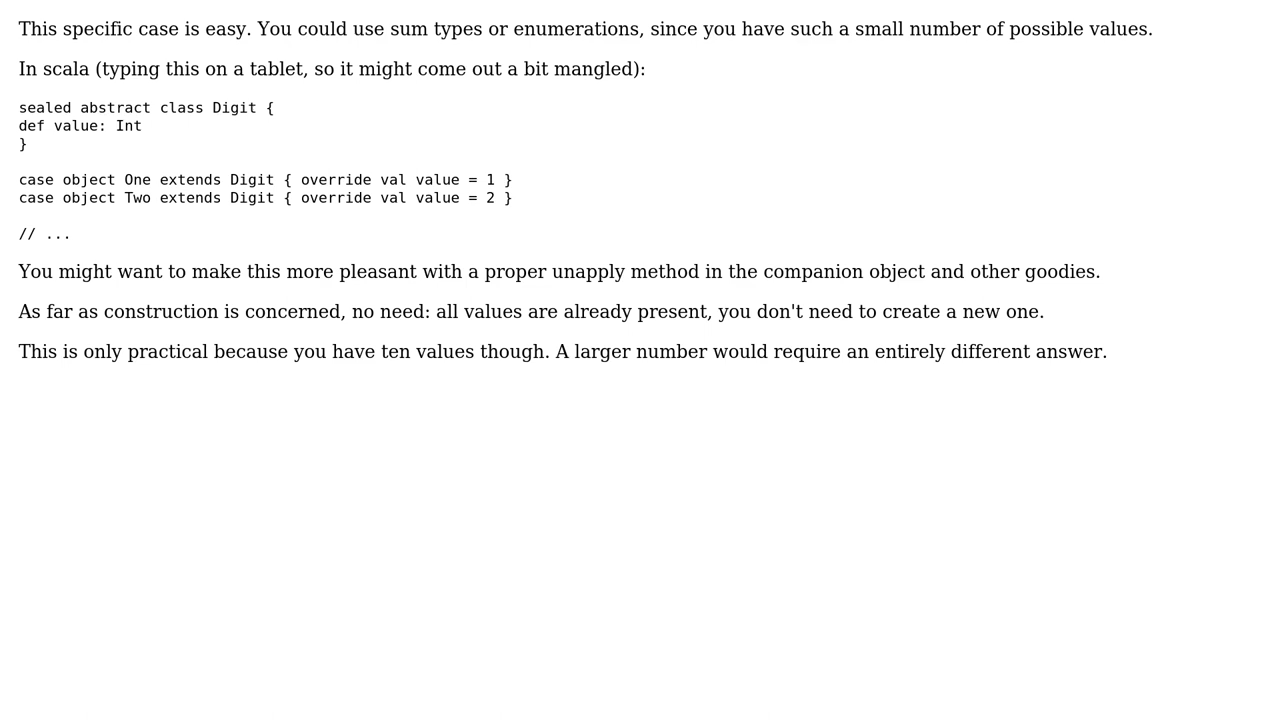 This specific case is easy. You could use sum types or enumerations, since you have such a small number of possible values.
In scala (typing this on a tablet, so it might come out a bit mangled):
sealed abstract class Digit {
def value: Int
}
case object One extends Digit { override val value = 1 }
case object Two extends Digit { override val value = 2 }
// ...
You might want to make this more pleasant with a proper unapply method in the companion object and other goodies.
As far as construction is concerned, no need: all values are already present, you don't need to create a new one.
This is only practical because you have ten values though. A larger number would require an entirely different answer.